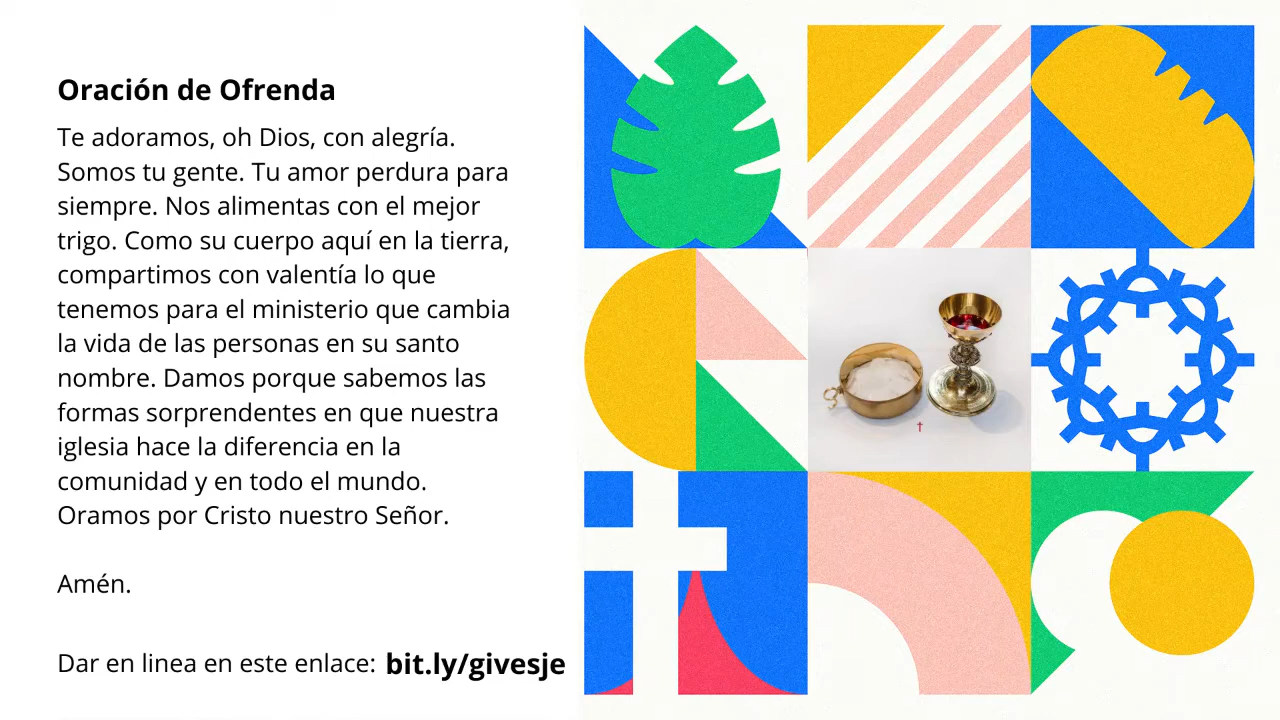 Oración de Ofrenda
Te adoramos, oh Dios, con alegría.
Somos tu gente. Tu amor perdura para
siempre. Nos alimentas con el mejor
trigo. Como su cuerpo aquí en la tierra,
compartimos con valentía lo que
tenemos para el ministerio que cambia
la vida de las personas en su santo
nombre. Damos porque sabemos las
formas sorprendentes en que nuestra
iglesia hace la diferencia en la
comunidad y en todo el mundo.
Oramos por Cristo nuestro Señor.
Amén.
Dar en linea en este enlace: bit.ly/givesje